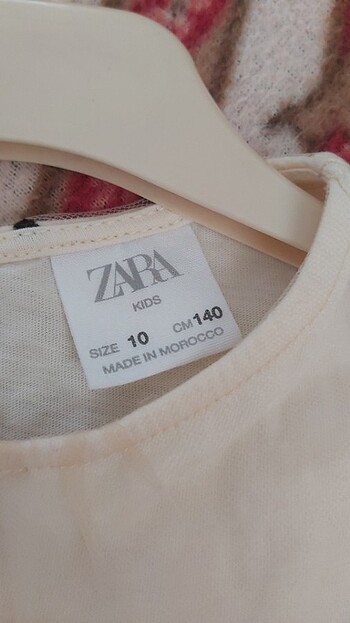 ZARA
KIDS
SIZE 10 CM 140
MADE IN MOROCCO